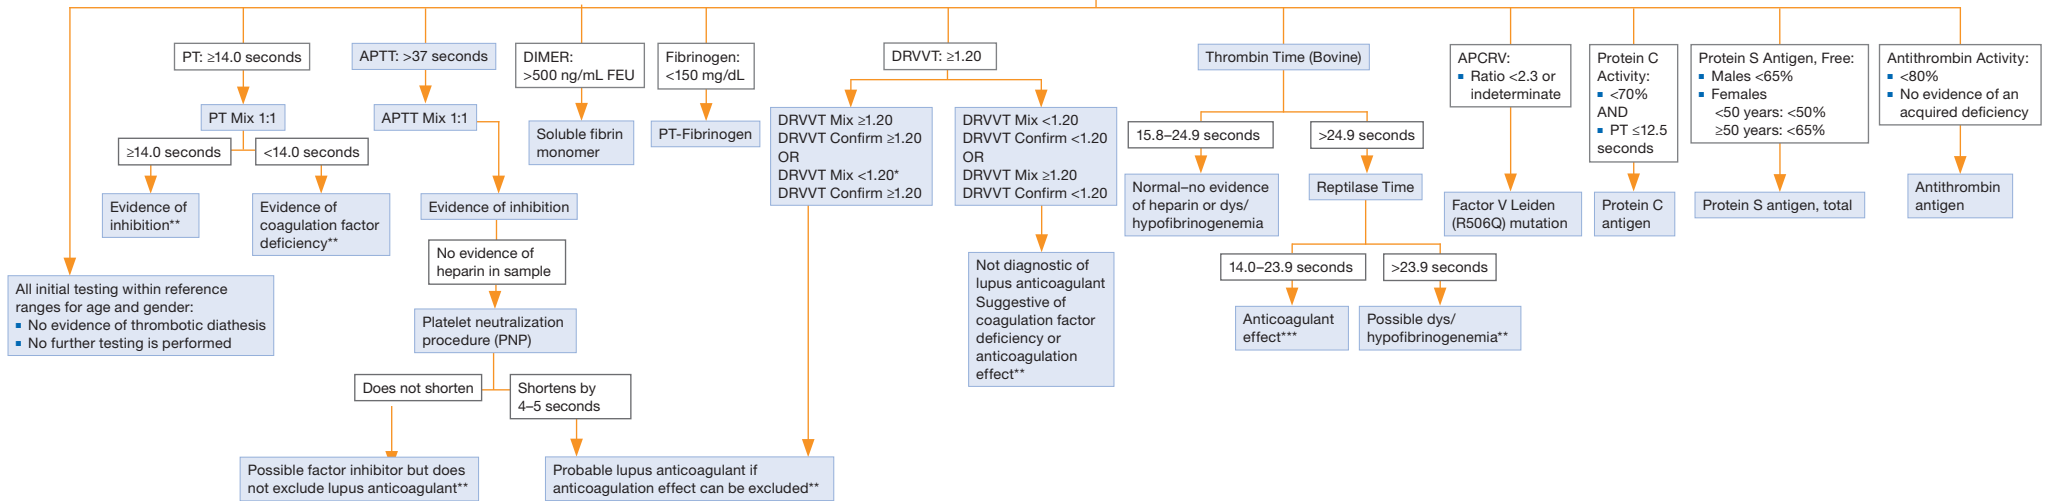 PT: ≥14.0 seconds
PT Mix 1:1
≥14.0 seconds
<14.0 seconds
Evidence of
inhibition**
Evidence of
coagulation factor
deficiency**
All initial testing within reference
ranges for age and gender:
▪ No evidence of thrombotic diathesis
▪ No further testing is performed
APTT: >37 seconds
APTT Mix 1:1
Evidence of inhibition
No evidence of
heparin in sample
Platelet neutralization
procedure (PNP)
Does not shorten
Shortens by
4–5 seconds
Possible factor inhibitor but does
not exclude lupus anticoagulant**
Probable lupus anticoagulant if
anticoagulation effect can be excluded**
DIMER:
>500 ng/mL FEU
Soluble fibrin
monomer
Fibrinogen:
<150 mg/dL
PT-Fibrinogen
DRVVT: ≥1.20
DRVVT Mix ≥1.20
DRVVT Confirm ≥1.20
OR
DRVVT Mix <1.20*
DRVVT Confirm ≥1.20
DRVVT Mix <1.20
DRVVT Confirm <1.20
OR
DRVVT Mix ≥1.20
DRVVT Confirm <1.20
Not diagnostic of
lupus anticoagulant
Suggestive of
coagulation factor
deficiency or
anticoagulation
effect**
Thrombin Time (Bovine)
15.8–24.9 seconds
>24.9 seconds
Normal–no evidence
of heparin or dys/
hypofibrinogenemia
Reptilase Time
14.0–23.9 seconds
>23.9 seconds
Anticoagulant
effect***
Possible dys/
hypofibrinogenemia**
APCRV:
▪ Ratio <2.3 or
indeterminate
Factor V Leiden
(R506Q) mutation
Protein C
Activity:
▪ <70%
AND
▪ PT ≤12.5
seconds
Protein C
antigen
Protein S Antigen, Free:
▪ Males <65%
▪ Females
<50 years: <50%
≥50 years: <65%
Protein S antigen, total
Antithrombin Activity:
▪ <80%
▪ No evidence of an
acquired deficiency
Antithrombin
antigen